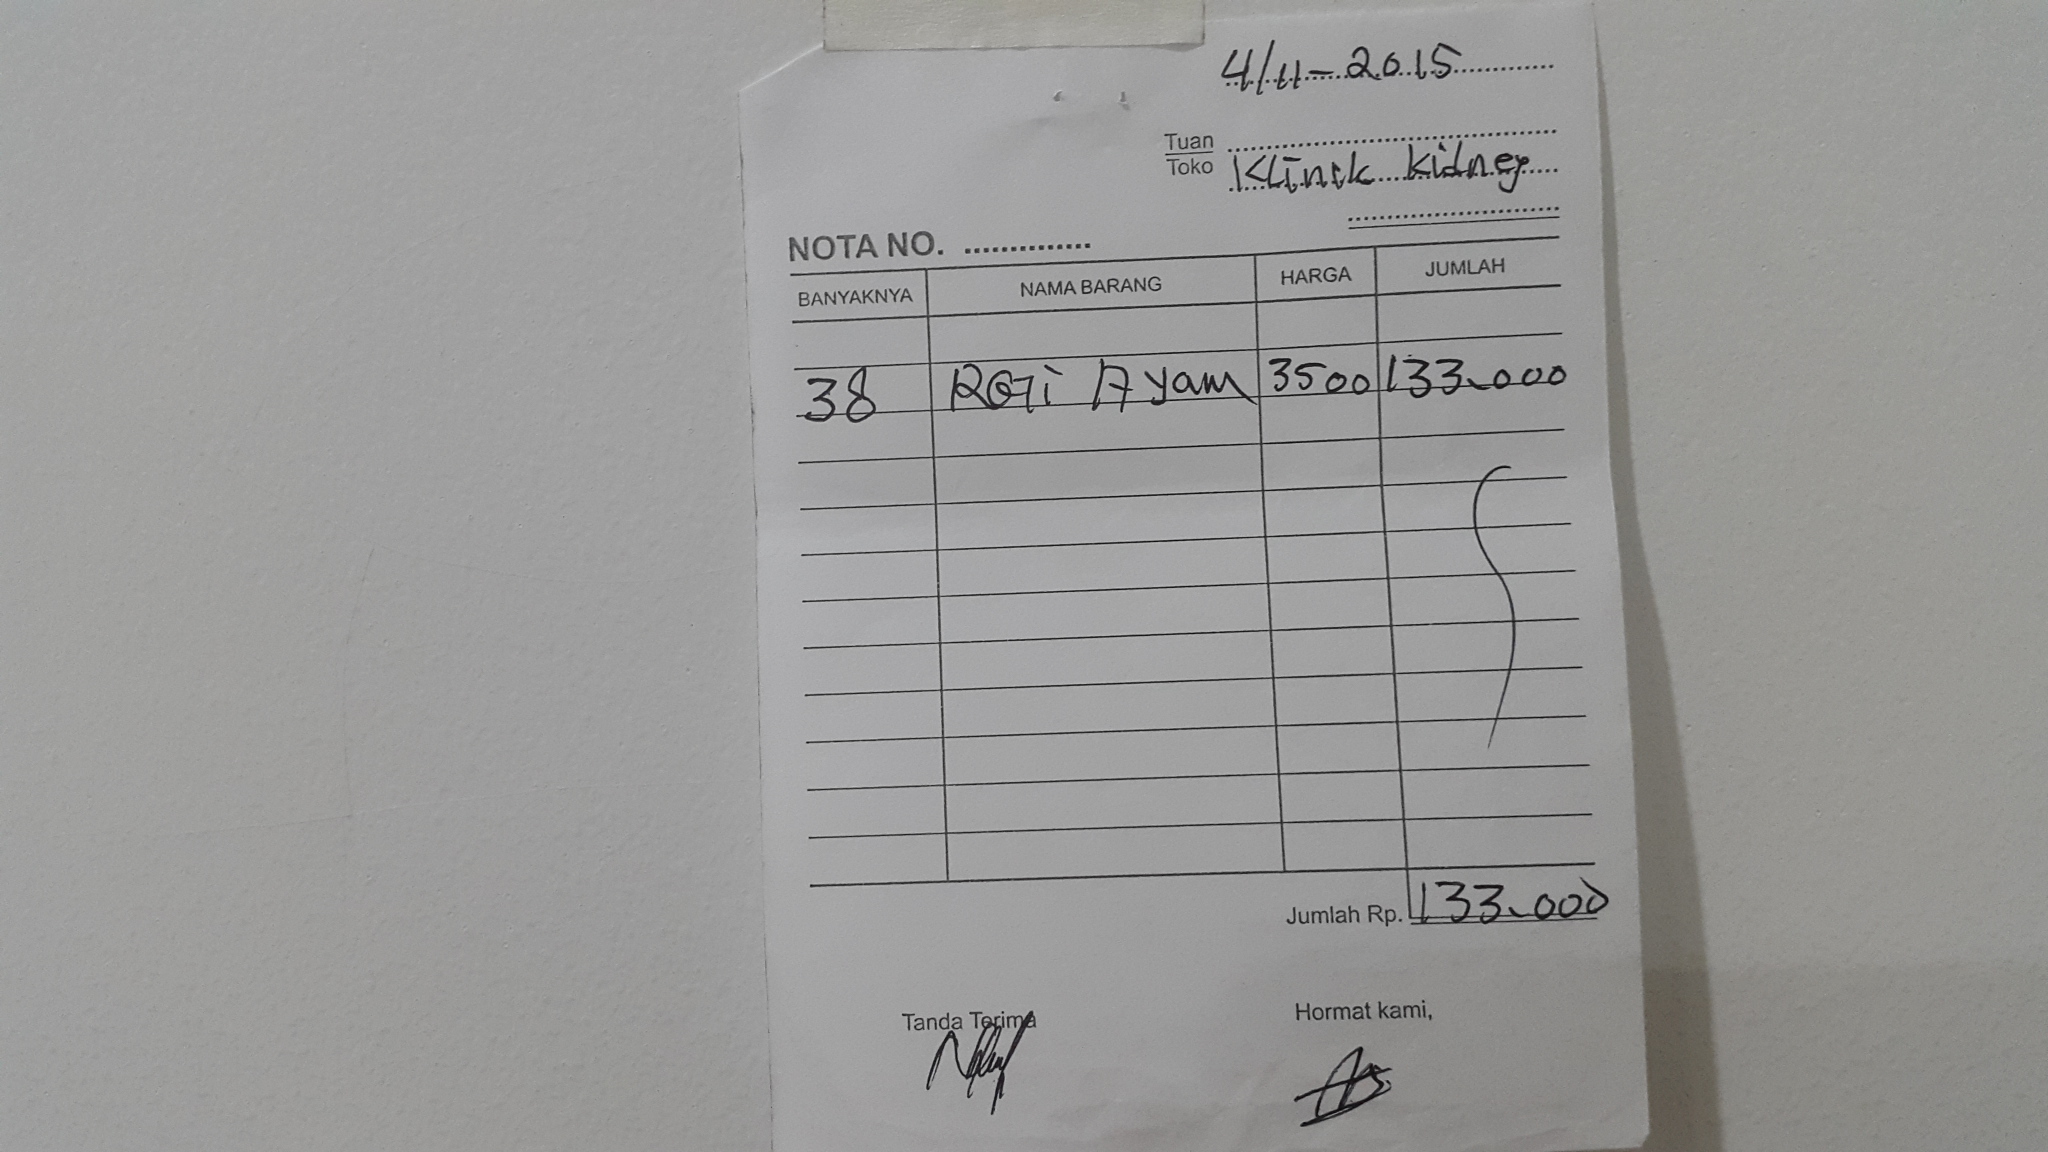 4/11-2015
Tuan
Toko Klinik Kidney
NOTA NO. ...............
BANYAKNYA NAMA BARANG HARGA JUMLAH
38 Roti Ayam 3500 133.000
Jumlah Rp. 133.000
Tanda Terima Hormat kami,